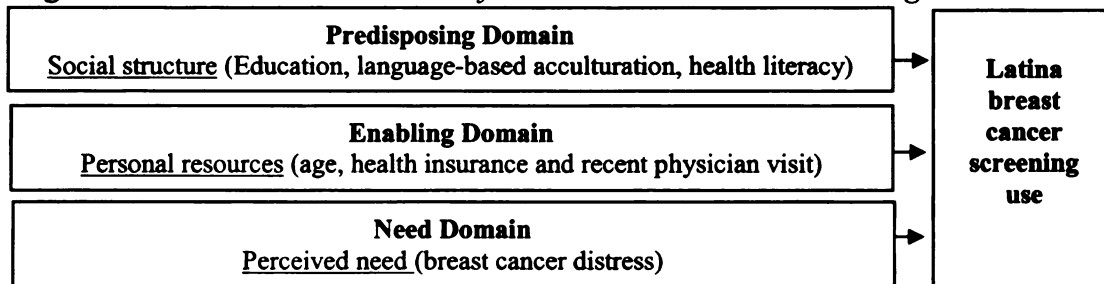 Predisposing Domain
Social structure (Education, language-based acculturation, health literacy)
Enabling Domain
Personal resources (age, health insurance and recent physician visit)
Need Domain
Perceived need (breast cancer distress)
Latina
breast
cancer
screening
use